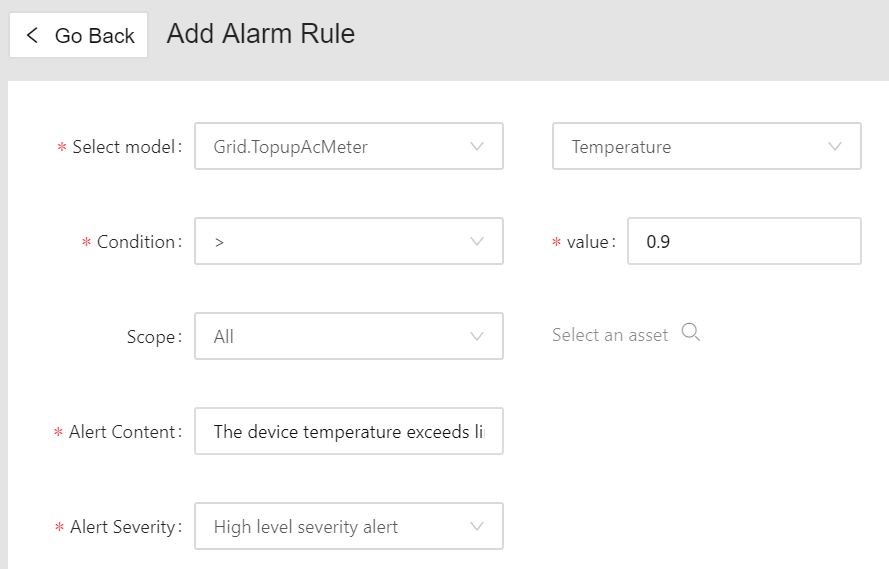 Go Back Add Alarm Rule
* Select model: Grid.TopupAcMeter Temperature
* Condition: > * value: 0.9
Scope: All Select an asset
* Alert Content: The device temperature exceeds li
* Alert Severity: High level severity alert